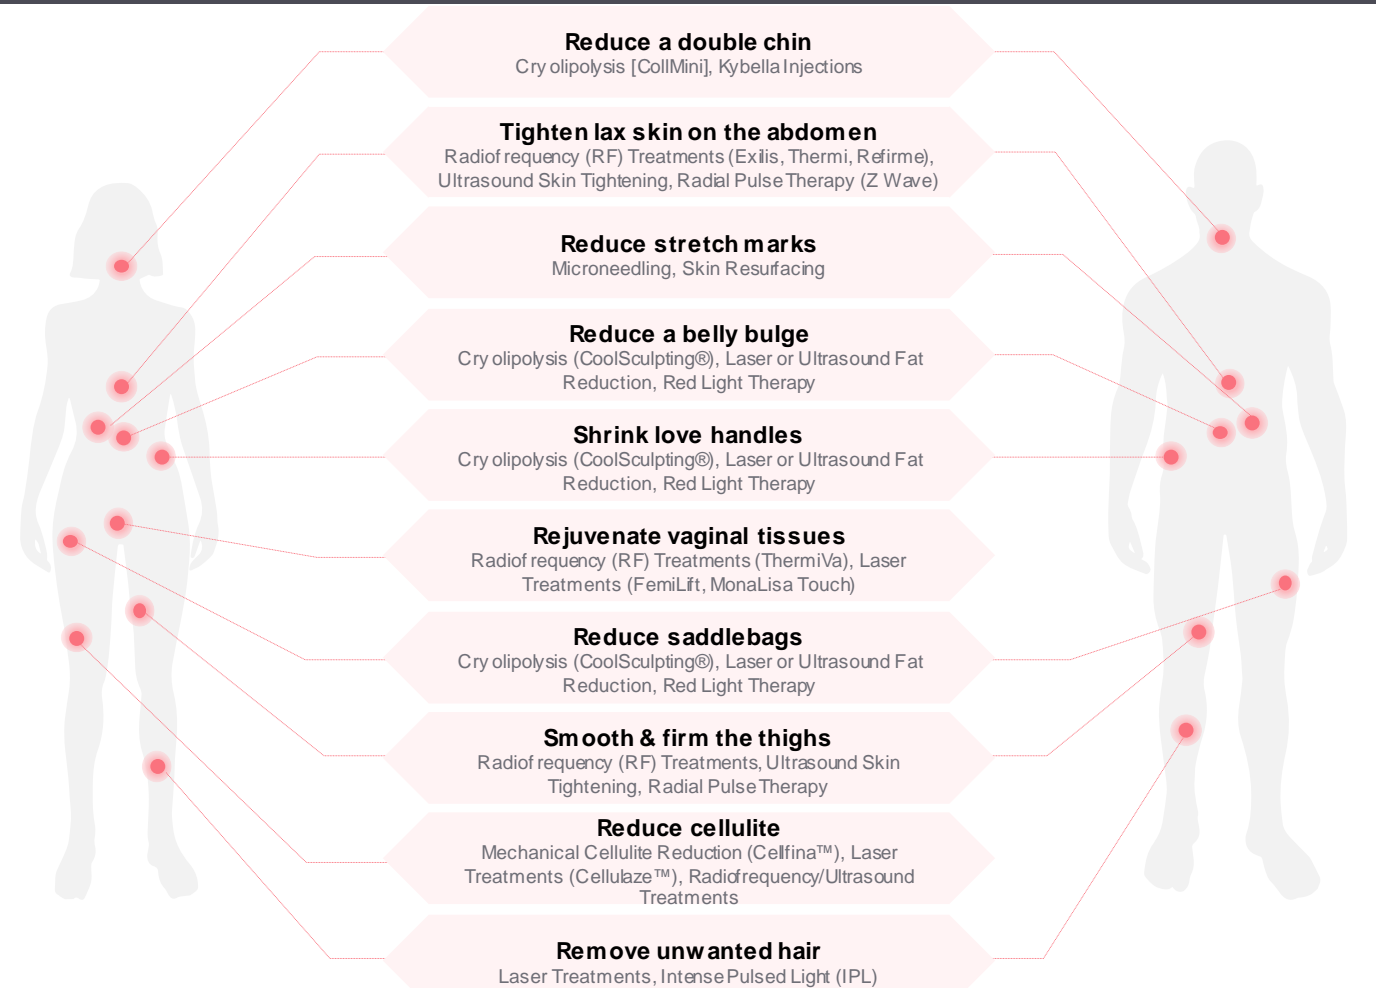 Reduce a double chin
Cryolipolysis [CollMini], Kybella Injections
Tighten lax skin on the abdomen
Radiofrequency (RF) Treatments (Exilis, Thermi, Refirme),
Ultrasound Skin Tightening, Radial Pulse Therapy (Z Wave)
Reduce stretch marks
Microneedling, Skin Resurfacing
Reduce a belly bulge
Cryolipolysis (CoolSculpting®), Laser or Ultrasound Fat
Reduction, Red Light Therapy
Shrink love handles
Cryolipolysis (CoolSculpting®), Laser or Ultrasound Fat
Reduction, Red Light Therapy
Rejuvenate vaginal tissues
Radiofrequency (RF) Treatments (ThermiVa), Laser
Treatments (FemiLift, MonaLisa Touch)
Reduce saddlebags
Cryolipolysis (CoolSculpting®), Laser or Ultrasound Fat
Reduction, Red Light Therapy
Smooth & firm the thighs
Radiofrequency (RF) Treatments, Ultrasound Skin
Tightening, Radial Pulse Therapy
Reduce cellulite
Mechanical Cellulite Reduction (Cellfina™), Laser
Treatments (Cellulaze™), Radiofrequency/Ultrasound
Treatments
Remove unwanted hair
Laser Treatments, Intense Pulsed Light (IPL)